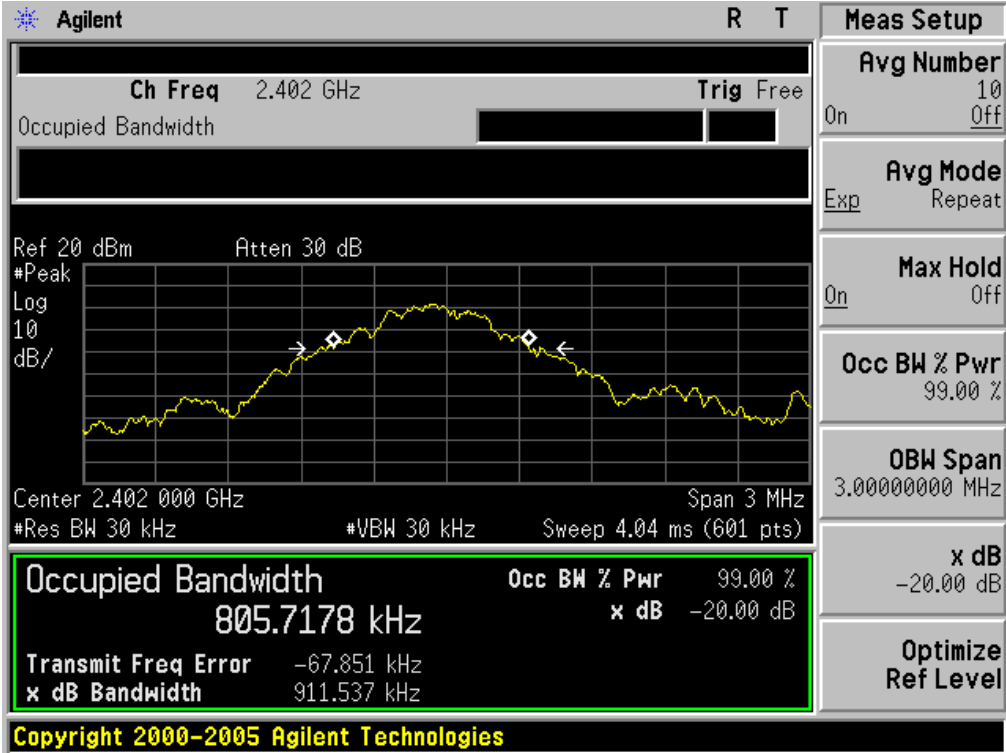 Agilent R T
Ch Freq 2.402 GHz Trig Free
Occupied Bandwidth
Ref 20 dBm Atten 30 dB
#Peak
Log
10
dB/
Center 2.402 000 GHz Span 3 MHz
#Res BW 30 kHz #VBW 30 kHz Sweep 4.04 ms (601 pts)
Occupied Bandwidth Occ BW % Pwr 99.00 %
805.7178 kHz x dB -20.00 dB
Transmit Freq Error -67.851 kHz
x dB Bandwidth 911.537 kHz
Copyright 2000-2005 Agilent Technologies
Meas Setup
Avg Number
10
On Off
Avg Mode
Exp Repeat
Max Hold
On Off
Occ BW % Pwr
99.00 %
OBW Span
3.00000000 MHz
x dB
-20.00 dB
Optimize
Ref Level